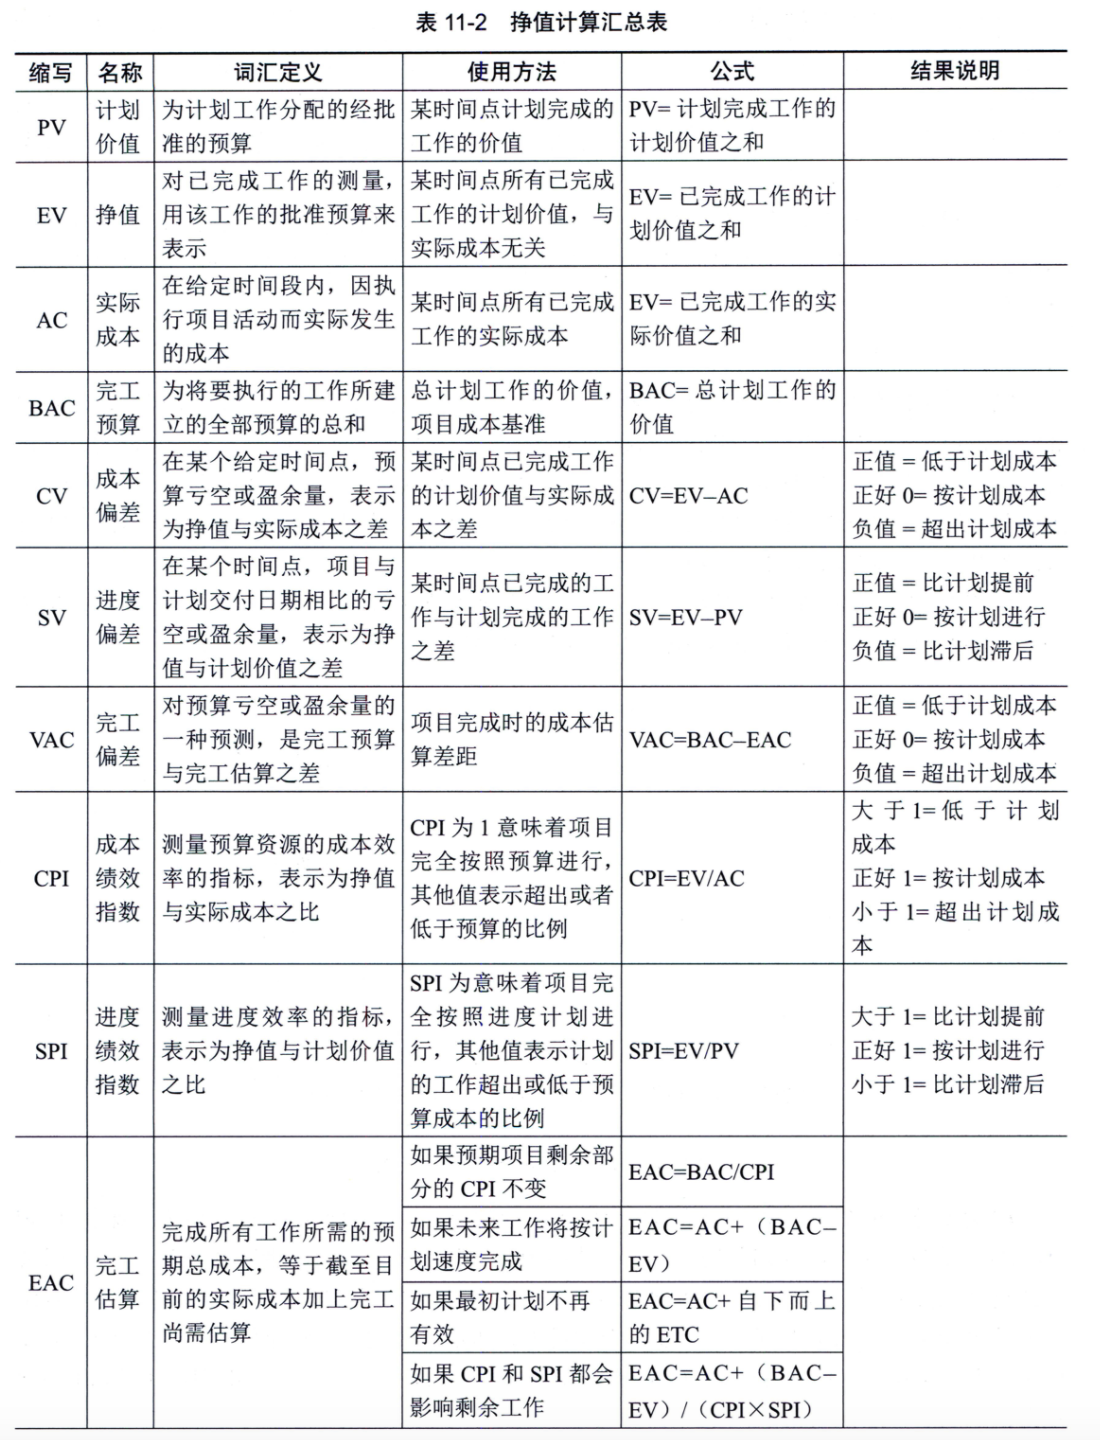 表 11-2 挣值计算汇总表
缩写 名称 词汇定义 使用方法 公式 结果说明
PV
计划
价值
为计划工作分配的经批
准的预算
某时间点计划完成的
工作的价值
PV= 计划完成工作的
计划价值之和
EV
挣值
对已完成工作的测量，
用该工作的批准预算来
表示
某时间点所有已完成
工作的计划价值，与
实际成本无关
EV= 已完成工作的计
划价值之和
AC
实际
成本
在给定时间段内，因执
行项目活动而实际发生
的成本
某时间点所有已完成
工作的实际成本
EV= 已完成工作的实
际价值之和
BAC
完工
预算
为将要执行的工作所建
立的全部预算的总和
总计划工作的价值，
项目成本基准
BAC= 总计划工作的
价值
CV
成本
偏差
在某个给定时间点，预
算亏空或盈余量，表示
为挣值与实际成本之差
某时间点已完成工作
的计划价值与实际成
本之差
CV=EV–AC
正值 = 低于计划成本
正好 0= 按计划成本
负值 = 超出计划成本
SV
进度
偏差
在某个时间点，项目与
计划交付日期相比的亏
空或盈余量，表示为挣
值与计划价值之差
某时间点已完成的工
作与计划完成的工作
之差
SV=EV–PV
正值 = 比计划提前
正好 0= 按计划进行
负值 = 比计划滞后
VAC
完工
偏差
对预算亏空或盈余量的
一种预测，是完工预算
与完工估算之差
项目完成时的成本估
算差距
VAC=BAC–EAC
正值 = 低于计划成本
正好 0= 按计划成本
负值 = 超出计划成本
CPI
成本
绩效
指数
测量预算资源的成本效
率的指标，表示为挣值
与实际成本之比
CPI 为 1 意味着项目
完全按照预算进行，
其他值表示超出或者
低于预算的比例
CPI=EV/AC
大于 1= 低于计划
成本
正好 1= 按计划成本
小于 1= 超出计划成
本
SPI
进度
绩效
指数
测量进度效率的指标，
表示为挣值与计划价值
之比
SPI 为意味着项目完
全按照进度计划进
行，其他值表示计划
的工作超出或低于预
算成本的比例
SPI=EV/PV
大于 1= 比计划提前
正好 1= 按计划进行
小于 1= 比计划滞后
EAC
完工
估算
完成所有工作所需的预
期总成本，等于截至目
前的实际成本加上完工
尚需估算
如果预期项目剩余部
分的 CPI 不变
EAC=BAC/CPI
如果未来工作将按计
划速度完成
EAC=AC+（BAC–
EV）
如果最初计划不再
有效
EAC=AC+ 自下而上
的 ETC
如果 CPI 和 SPI 都会
影响剩余工作
EAC=AC+（BAC–
EV）/（CPI×SPI）